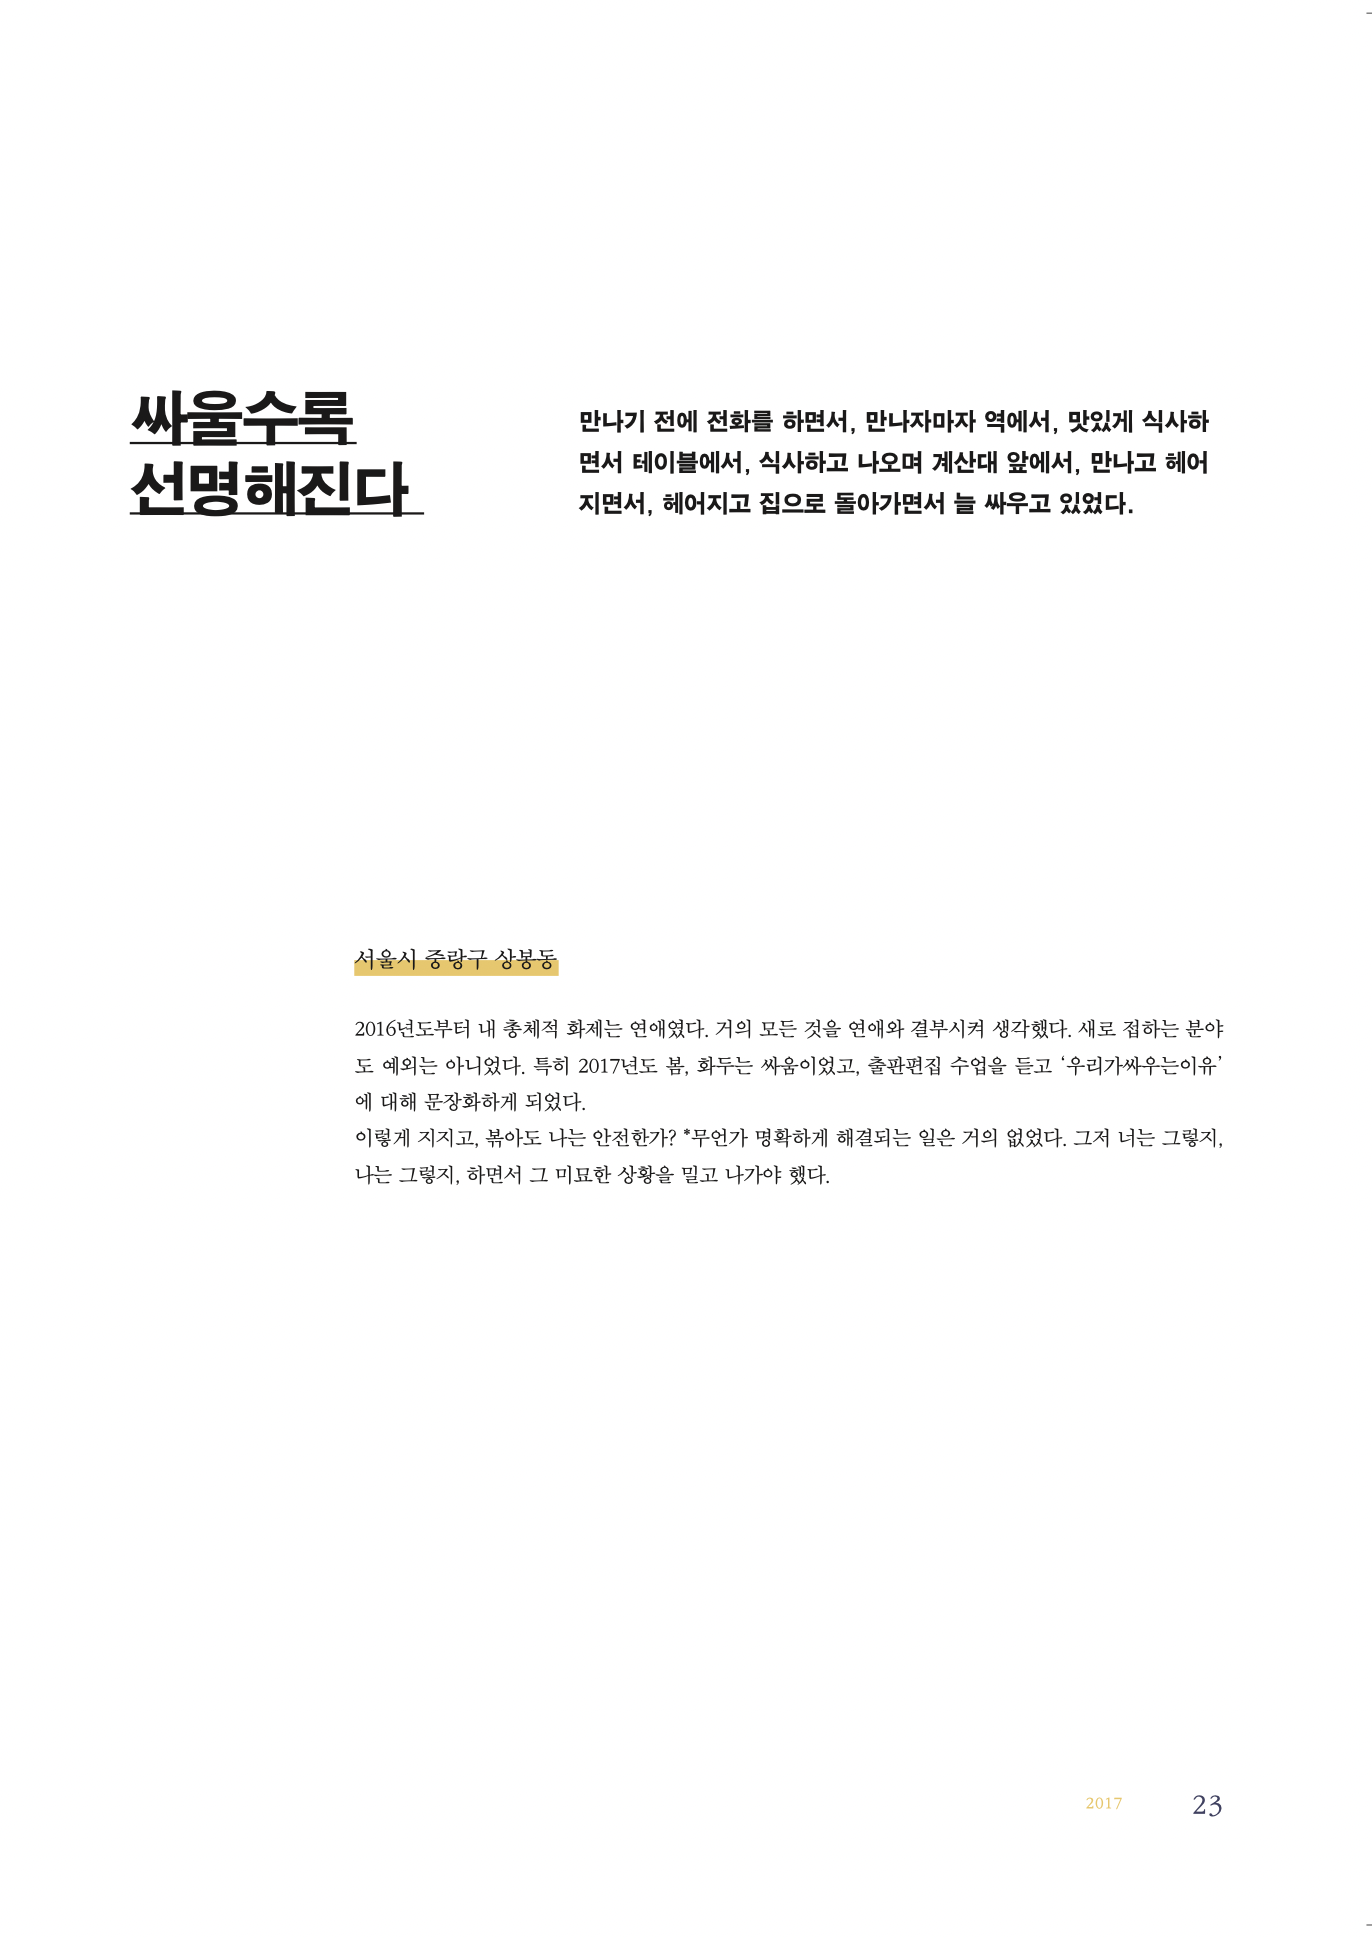 싸울수록
선명해진다
만나기 전에 전화를 하면서, 만나자마자 역에서, 맛있게 식사하
면서 테이블에서, 식사하고 나오며 계산대 앞에서, 만나고 헤어
지면서, 헤어지고 집으로 돌아가면서 늘 싸우고 있었다.
서울시 중랑구 상봉동
2016년도부터 내 총체적 화제는 연애였다. 거의 모든 것을 연애와 결부시켜 생각했다. 새로 접하는 분야
도 예외는 아니었다. 특히 2017년도 봄, 화두는 싸움이었고, 출판편집 수업을 듣고 ‘우리가싸우는이유’
에 대해 문장화하게 되었다.
이렇게 지지고, 볶아도 나는 안전한가? *무언가 명확하게 해결되는 일은 거의 없었다. 그저 너는 그렇지,
나는 그렇지, 하면서 그 미묘한 상황을 밀고 나가야 했다.
2017 23